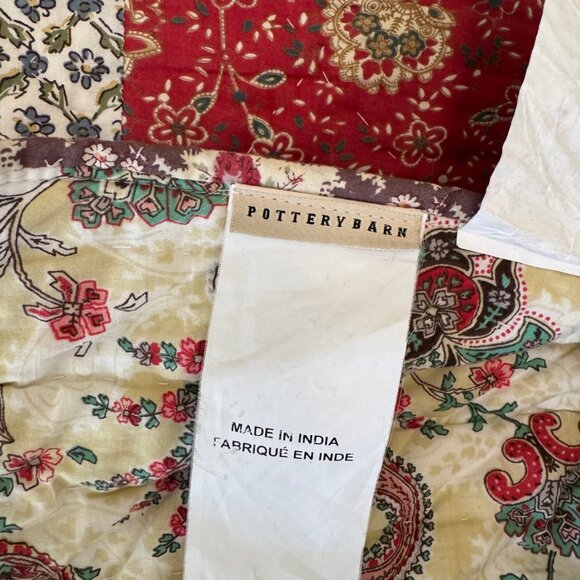 POTTERYBARN
MADE IN INDIA
FABRIQUÉ EN INDE